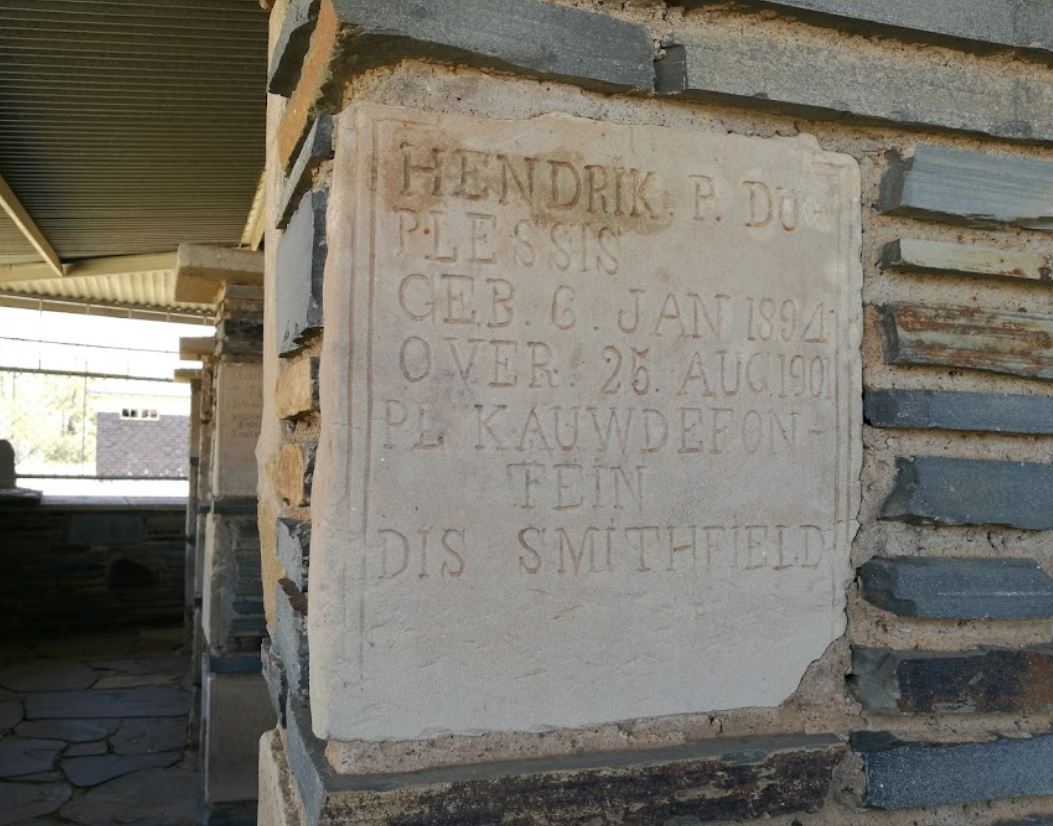 HENDRIK. P. DU
PLESSIS
GEB. 6. JAN 1894
OVER. 25. AUG 1901
PL KAUWDEFON-
TEIN
DIS SMITHFIELD